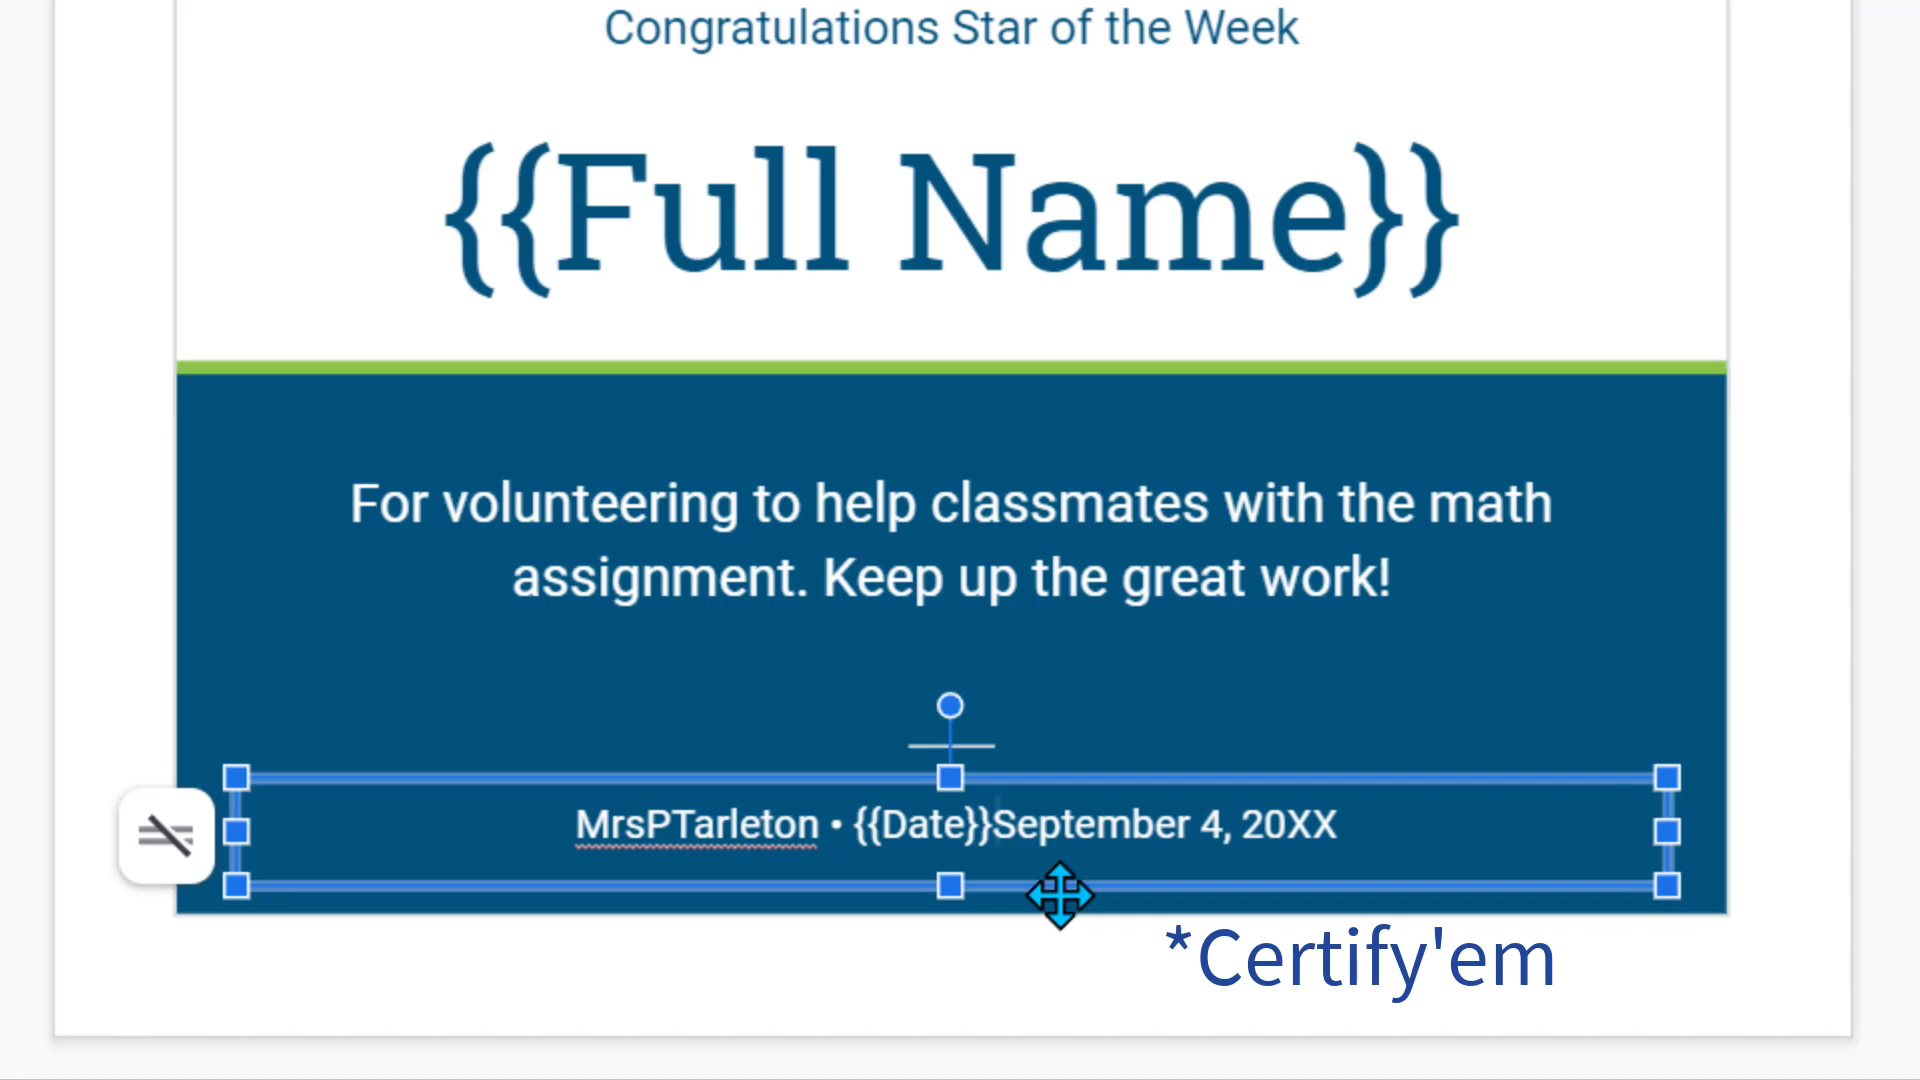 Congratulations Star of the Week
{{Full Name}}
For volunteering to help classmates with the math
assignment. Keep up the great work!
MrsPTarleton • {{Date}}September 4, 20XX
*Certify'em